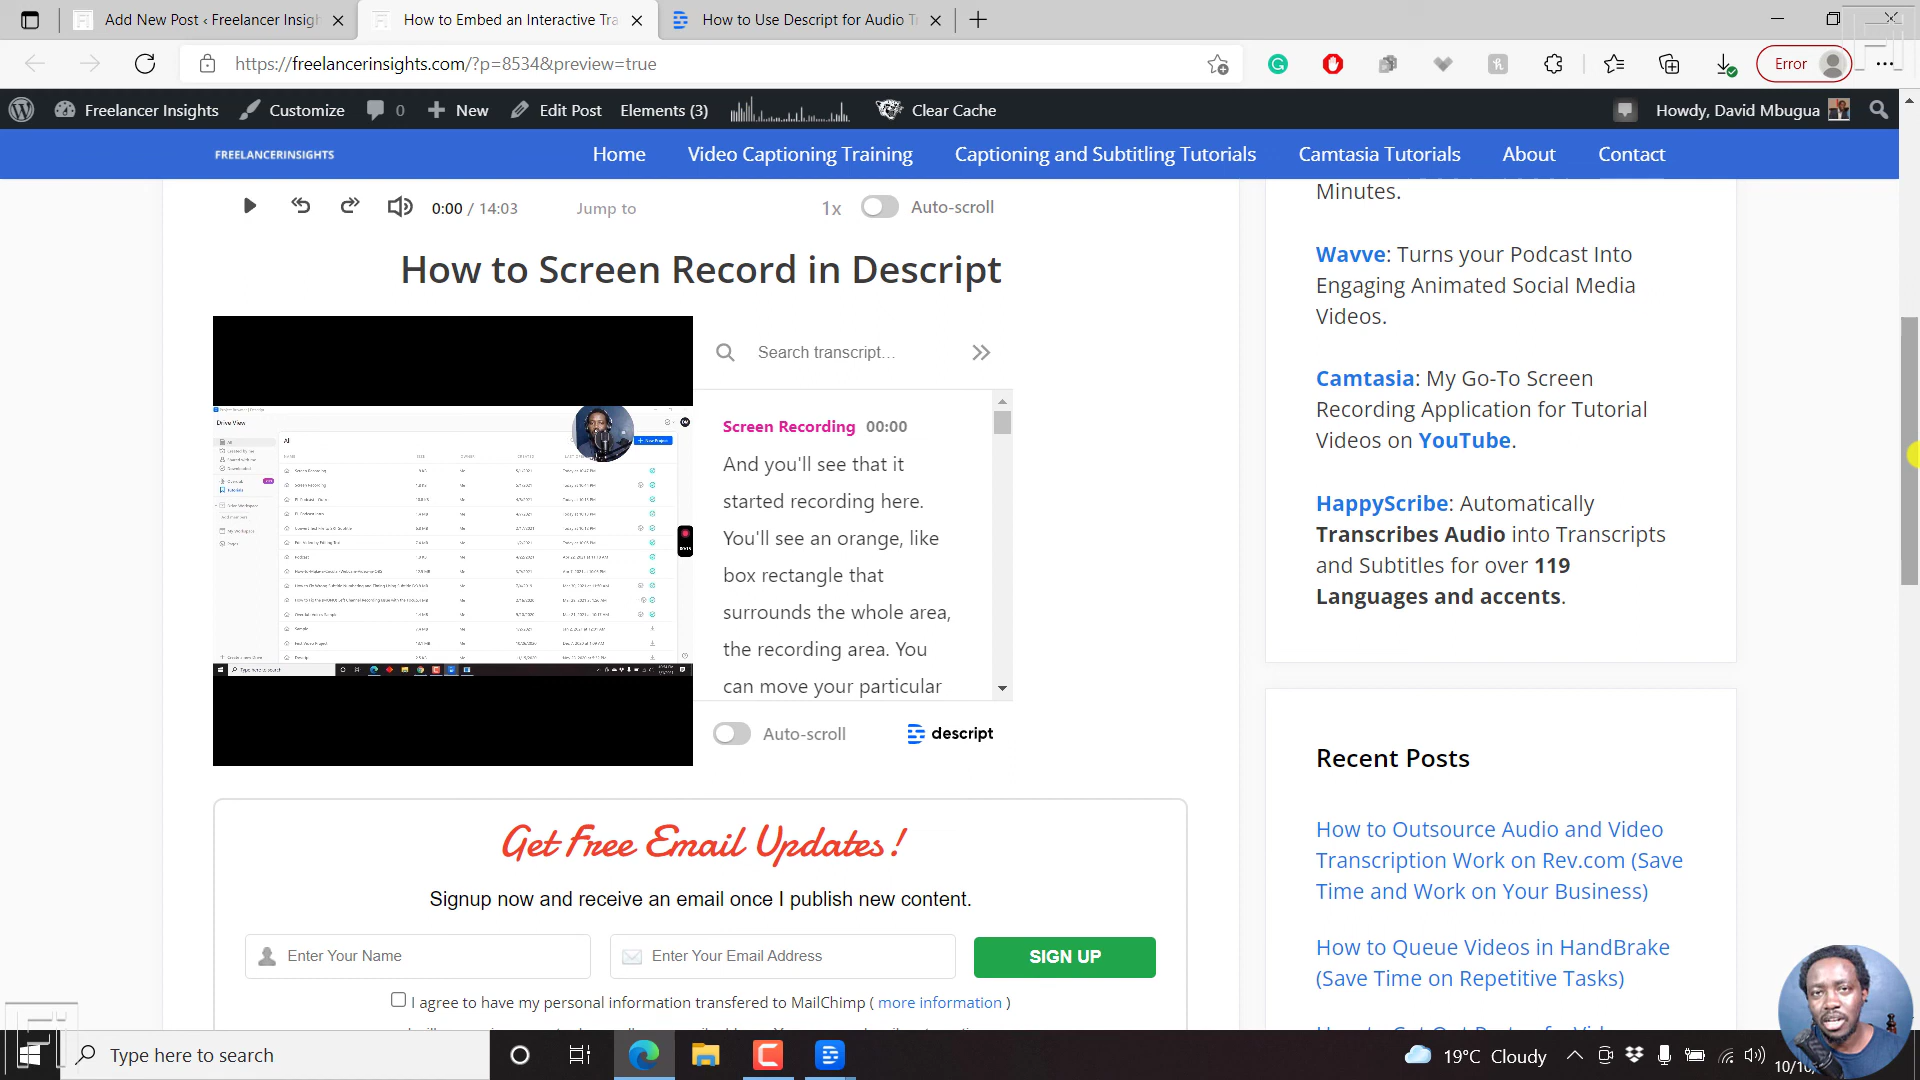 Add New Post ‹ Freelancer Insigh
How to Embed an Interactive Tra
How to Use Descript for Audio T
https://freelancerinsights.com/?p=8534&preview=true
Error
Freelancer Insights
Customize
0
New
Edit Post
Elements (3)
Clear Cache
Howdy, David Mbugua
FREELANCERINSIGHTS
Home
Video Captioning Training
Captioning and Subtitling Tutorials
Camtasia Tutorials
About
Contact
0:00 / 14:03
Jump to
1x
Auto-scroll
How to Screen Record in Descript
Search transcript…
Screen Recording 00:00
And you'll see that it
started recording here.
You'll see an orange, like
box rectangle that
surrounds the whole area,
the recording area. You
can move your particular
Auto-scroll
descript
Drive View
All
Type here to search
Get Free Email Updates!
Signup now and receive an email once I publish new content.
Enter Your Name
Enter Your Email Address
SIGN UP
I agree to have my personal information transfered to MailChimp ( more information )
Minutes.
Wavve: Turns your Podcast Into
Engaging Animated Social Media
Videos.
Camtasia: My Go-To Screen
Recording Application for Tutorial
Videos on YouTube.
HappyScribe: Automatically
Transcribes Audio into Transcripts
and Subtitles for over 119
Languages and accents.
Recent Posts
How to Outsource Audio and Video
Transcription Work on Rev.com (Save
Time and Work on Your Business)
How to Queue Videos in HandBrake
(Save Time on Repetitive Tasks)
Type here to search
19°C Cloudy
10/10,